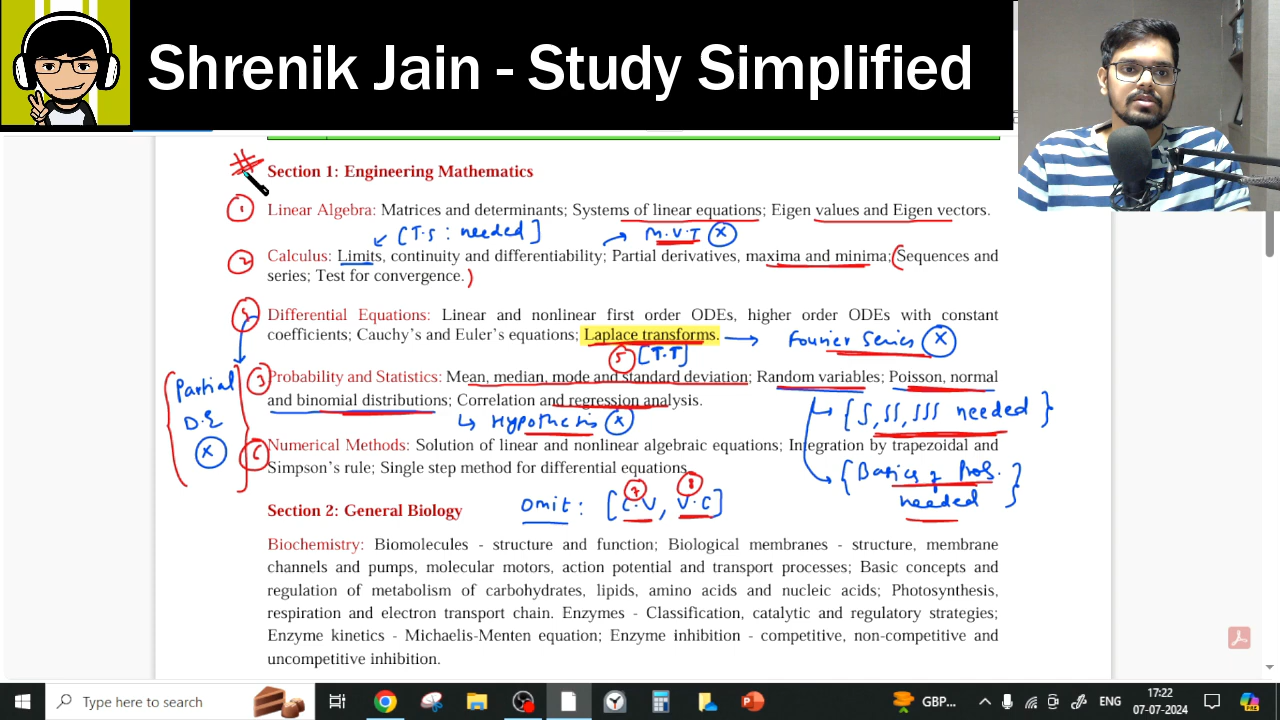 Shrenik Jain - Study Simplified
# Section 1: Engineering Mathematics
1 Linear Algebra: Matrices and determinants; Systems of linear equations; Eigen values and Eigen vectors.
[T.S : needed] M.V.T X
2 Calculus: Limits, continuity and differentiability; Partial derivatives, maxima and minima; (Sequences and
series; Test for convergence.)
Differential Equations: Linear and nonlinear first order ODEs, higher order ODEs with constant
coefficients; Cauchy's and Euler's equations; Laplace transforms. → Fourier Series X
5 [T.T]
Partial
D.E
X
3 Probability and Statistics: Mean, median, mode and standard deviation; Random variables; Poisson, normal
and binomial distributions; Correlation and regression analysis.
{ ∫, ∫∫, ∫∫∫ needed }
Hypothesis X
6 Numerical Methods: Solution of linear and nonlinear algebraic equations; Integration by trapezoidal and
Simpson's rule; Single step method for differential equations.
{ Basics of Prob.
needed }
7 8
Omit : [C.V, V.C]
Section 2: General Biology
Biochemistry: Biomolecules - structure and function; Biological membranes - structure, membrane
channels and pumps, molecular motors, action potential and transport processes; Basic concepts and
regulation of metabolism of carbohydrates, lipids, amino acids and nucleic acids; Photosynthesis,
respiration and electron transport chain. Enzymes - Classification, catalytic and regulatory strategies;
Enzyme kinetics - Michaelis-Menten equation; Enzyme inhibition - competitive, non-competitive and
uncompetitive inhibition.
Type here to search
GBP...
ENG
17:22
07-07-2024